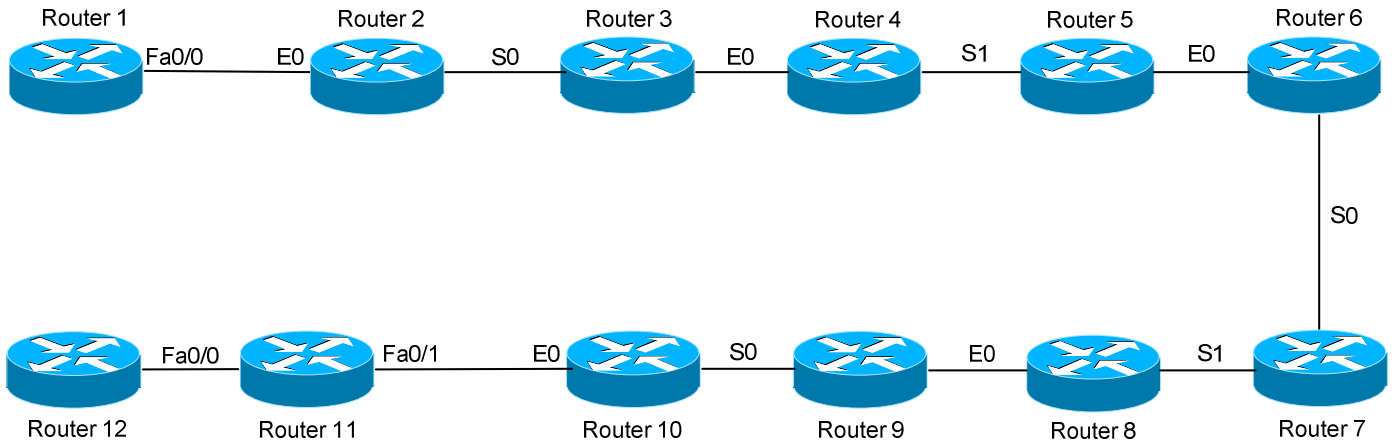 Router 1
Router 2
Router 3
Router 4
Router 5
Router 6
Fa0/0
E0
S0
E0
S1
E0
S0
Fa0/0
Fa0/1
E0
S0
E0
S1
Router 12
Router 11
Router 10
Router 9
Router 8
Router 7